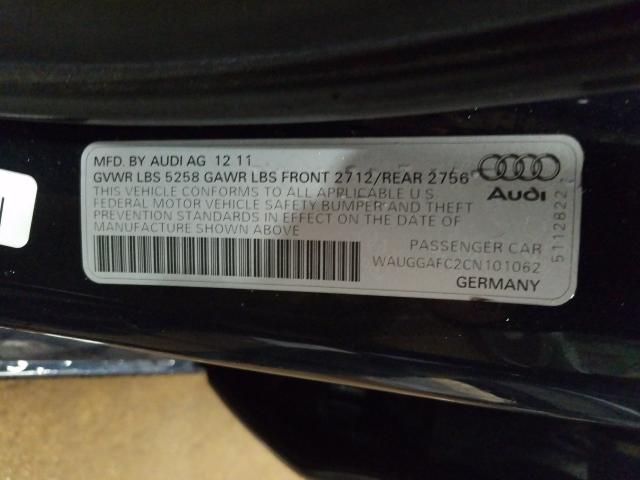 MFD. BY AUDI AG 12 11
GVWR LBS 5258 GAWR LBS FRONT 2712/REAR 2756
THIS VEHICLE CONFORMS TO ALL APPLICABLE U.S.
FEDERAL MOTOR VEHICLE SAFETY BUMPER AND THEFT
PREVENTION STANDARDS IN EFFECT ON THE DATE OF
MANUFACTURE SHOWN ABOVE
PASSENGER CAR
WAUGGAFC2CN101062
GERMANY
Audi
5112822